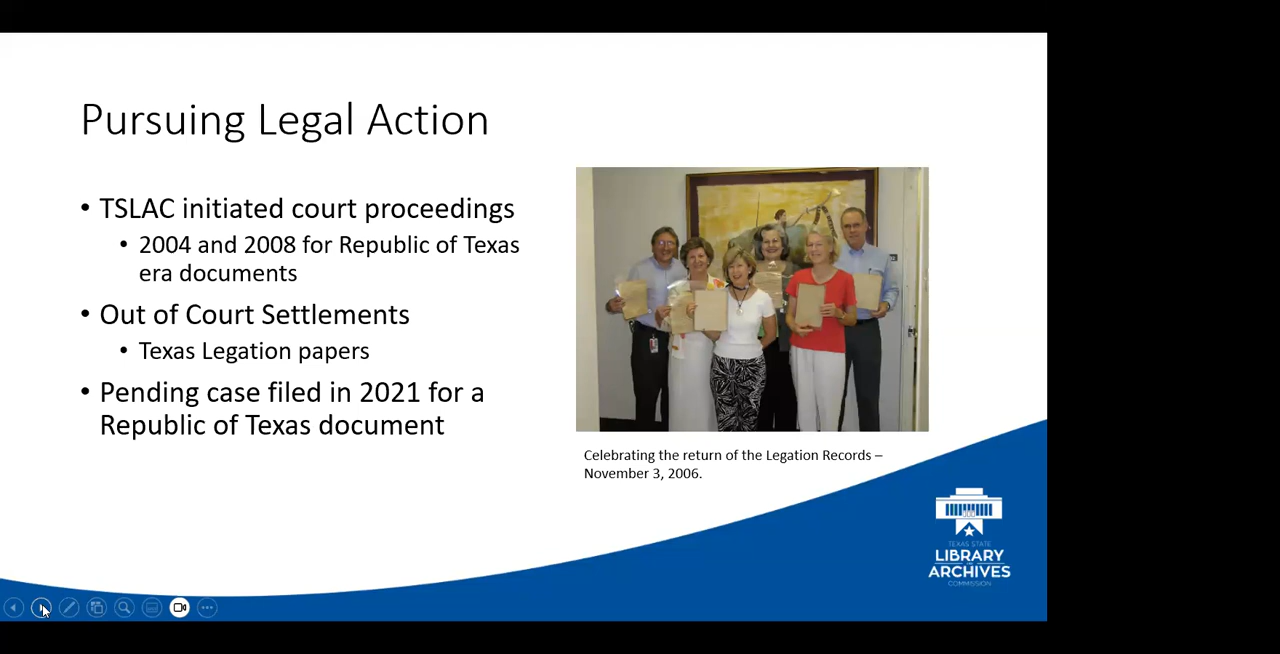 Pursuing Legal Action
• TSLAC initiated court proceedings
• 2004 and 2008 for Republic of Texas
era documents
• Out of Court Settlements
• Texas Legation papers
• Pending case filed in 2021 for a
Republic of Texas document
Celebrating the return of the Legation Records –
November 3, 2006.
TEXAS STATE
LIBRARY
ARCHIVES
COMMISSION